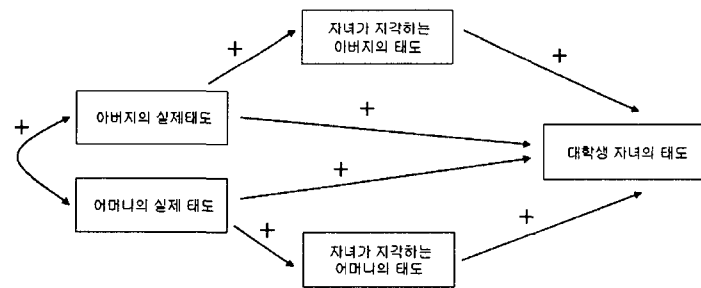 자녀가 지각하는
아버지의 태도
+
+
+
아버지의 실제태도
+
대학생 자녀의 태도
+
어머니의 실제 태도
+
+
자녀가 지각하는
어머니의 태도